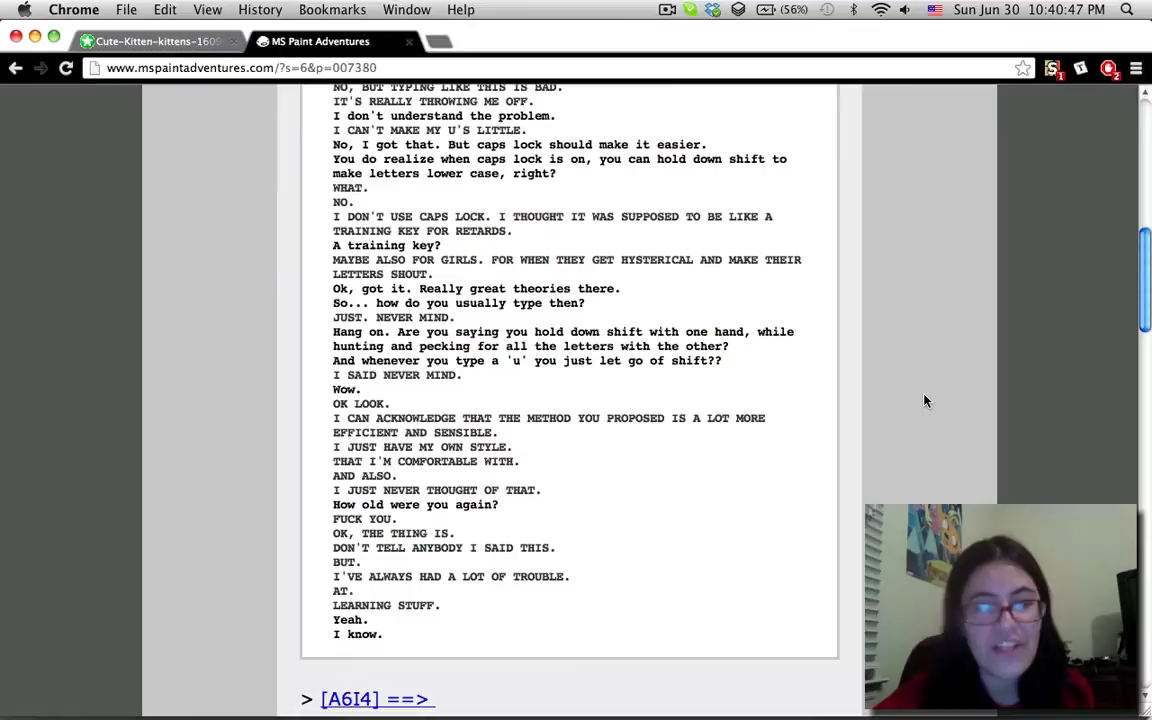 Chrome File Edit View History Bookmarks Window Help (56%) Sun Jun 30 10:40:47 PM
Cute-Kitten-kittens-1609 MS Paint Adventures
www.mspaintadventures.com/?s=6&p=007380
NO, BUT TYPING LIKE THIS IS BAD.
IT'S REALLY THROWING ME OFF.
I don't understand the problem.
I CAN'T MAKE MY U'S LITTLE.
No, I got that. But caps lock should make it easier.
You do realize when caps lock is on, you can hold down shift to
make letters lower case, right?
WHAT.
NO.
I DON'T USE CAPS LOCK. I THOUGHT IT WAS SUPPOSED TO BE LIKE A
TRAINING KEY FOR RETARDS.
A training key?
MAYBE ALSO FOR GIRLS. FOR WHEN THEY GET HYSTERICAL AND MAKE THEIR
LETTERS SHOUT.
Ok, got it. Really great theories there.
So... how do you usually type then?
JUST. NEVER MIND.
Hang on. Are you saying you hold down shift with one hand, while
hunting and pecking for all the letters with the other?
And whenever you type a 'u' you just let go of shift??
I SAID NEVER MIND.
Wow.
OK LOOK.
I CAN ACKNOWLEDGE THAT THE METHOD YOU PROPOSED IS A LOT MORE
EFFICIENT AND SENSIBLE.
I JUST HAVE MY OWN STYLE.
THAT I'M COMFORTABLE WITH.
AND ALSO.
I JUST NEVER THOUGHT OF THAT.
How old were you again?
FUCK YOU.
OK, THE THING IS.
DON'T TELL ANYBODY I SAID THIS.
BUT.
I'VE ALWAYS HAD A LOT OF TROUBLE.
AT.
LEARNING STUFF.
Yeah.
I know.
> [A6I4] ==>